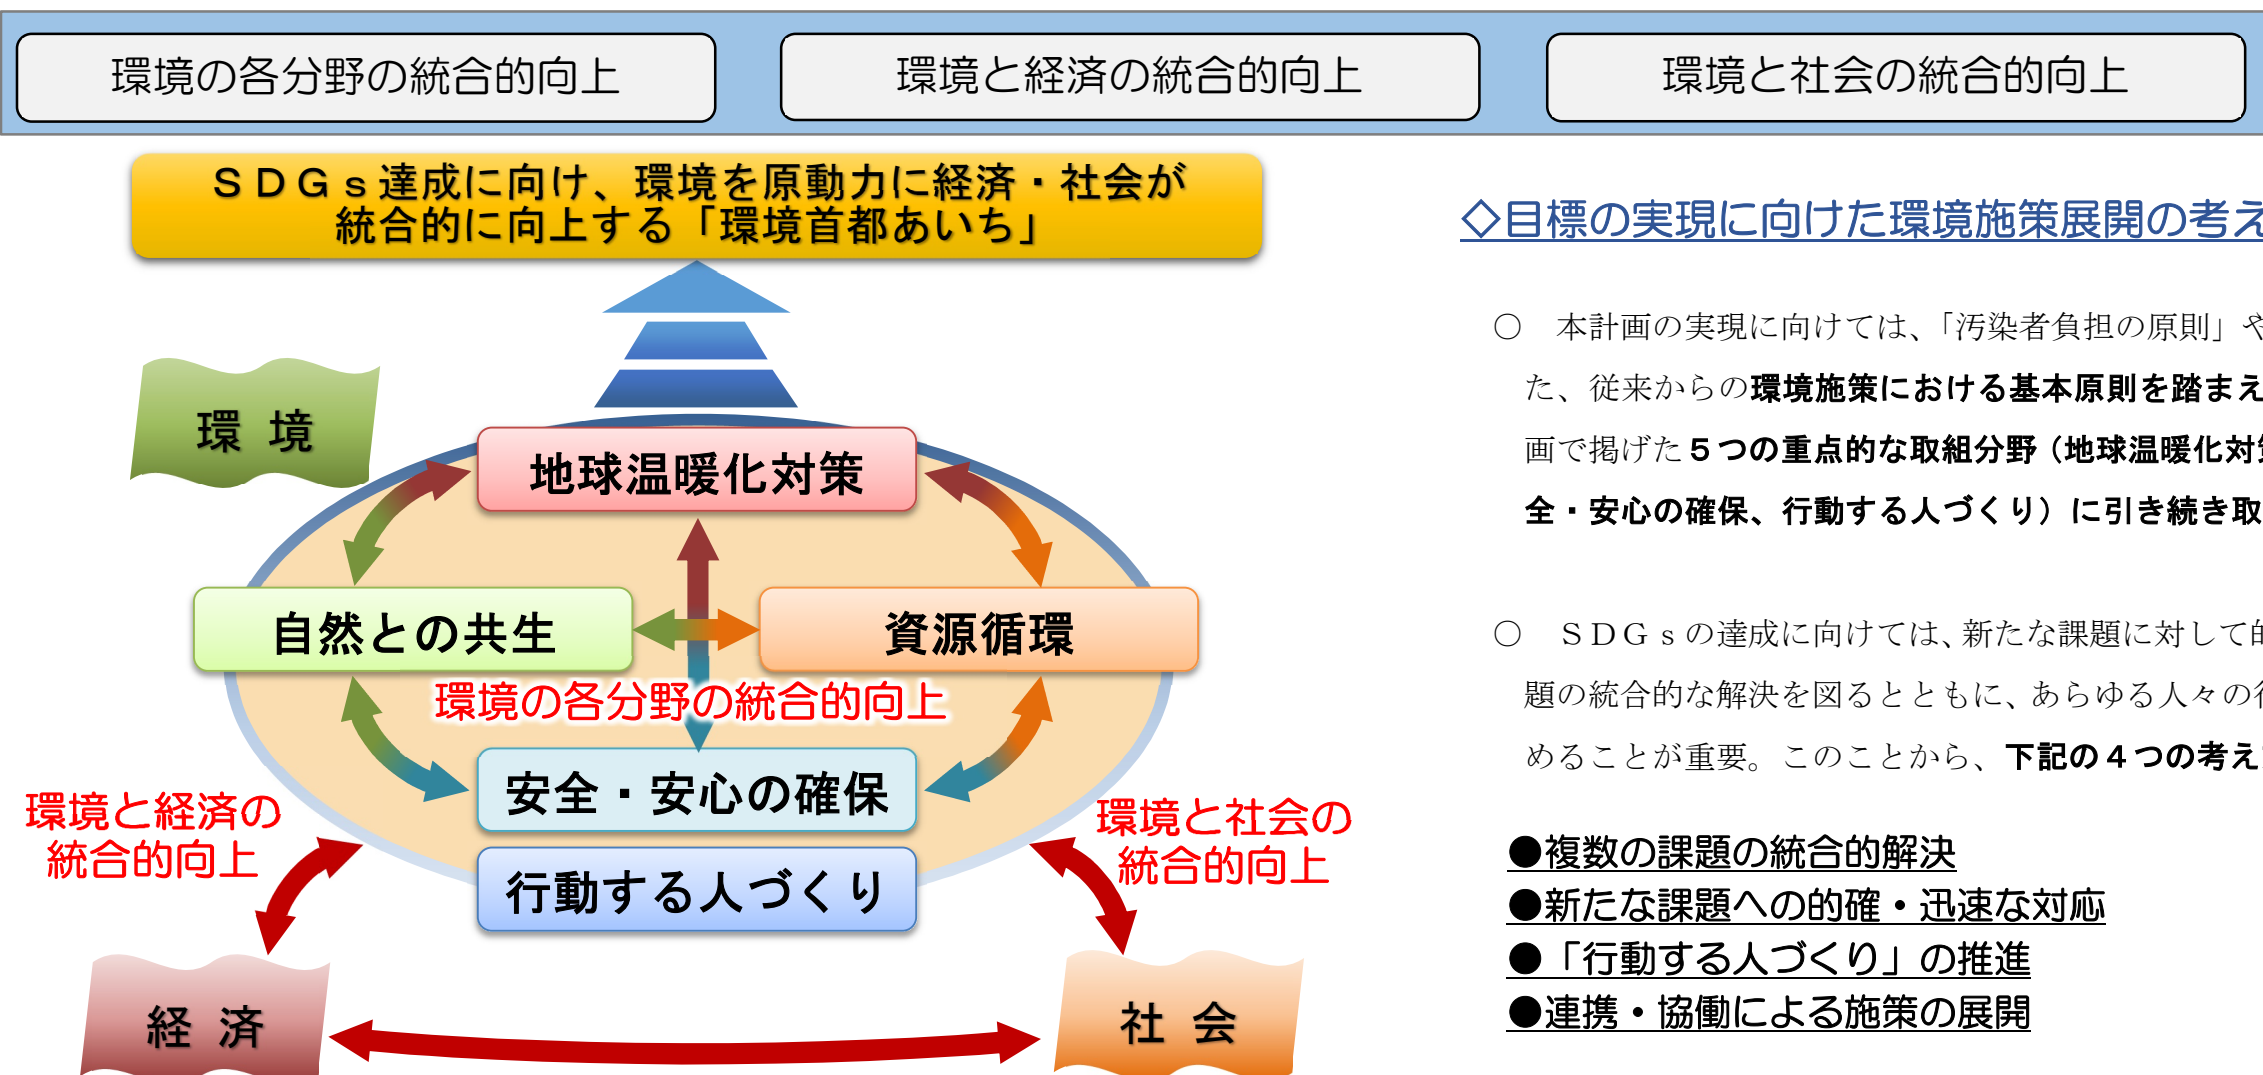 環境の各分野の統合的向上
環境と経済の統合的向上
環境と社会の統合的向上
ＳＤＧｓ達成に向け、環境を原動力に経済・社会が
統合的に向上する「環境首都あいち」
環 境
地球温暖化対策
自然との共生
資源循環
環境の各分野の統合的向上
安全・安心の確保
行動する人づくり
環境と経済の
統合的向上
環境と社会の
統合的向上
経 済
社 会
◇目標の実現に向けた環境施策展開の考え
○　本計画の実現に向けては、「汚染者負担の原則」や
た、従来からの環境施策における基本原則を踏まえ
画で掲げた５つの重点的な取組分野（地球温暖化対策
全・安心の確保、行動する人づくり）に引き続き取
○　ＳＤＧｓの達成に向けては、新たな課題に対して的
題の統合的な解決を図るとともに、あらゆる人々の行
めることが重要。このことから、下記の４つの考え
●複数の課題の統合的解決
●新たな課題への的確・迅速な対応
●「行動する人づくり」の推進
●連携・協働による施策の展開